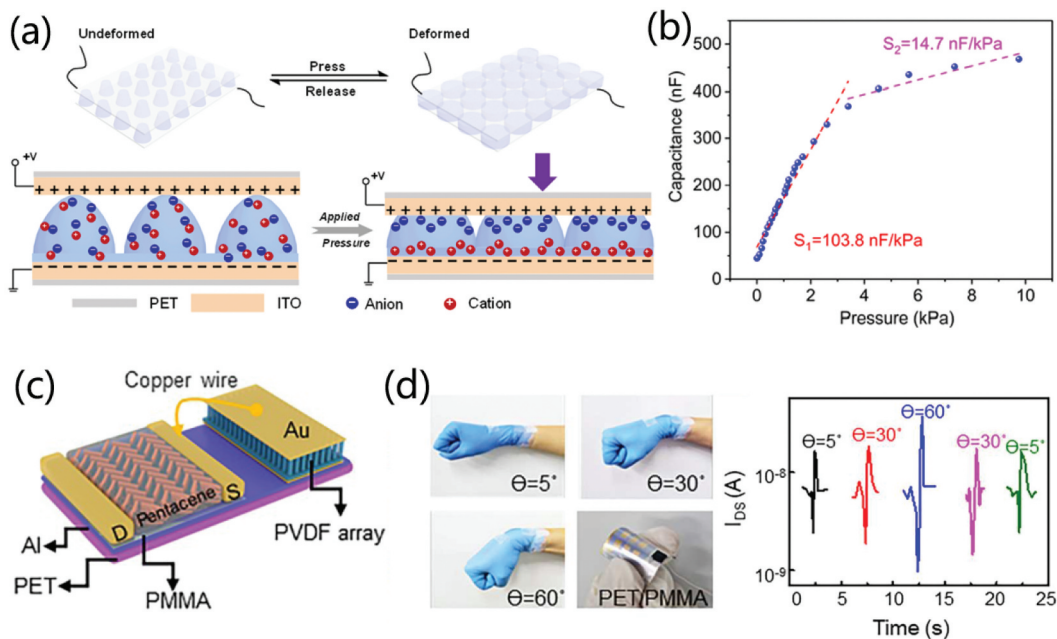 (a)
Undeformed
Deformed
Press
Release
+V
+ + + + + + + + + + + + + + + + + +
Applied
Pressure
+V
+ + + + + + + + + + + + + + + +
PET
ITO
Anion
Cation
(b)
S₂=14.7 nF/kPa
S₁=103.8 nF/kPa
Capacitance (nF)
500
400
300
200
100
0
0 2 4 6 8 10
Pressure (kPa)
(c)
Copper wire
Au
D
Pentacene
S
Al
PET
PMMA
PVDF array
(d)
Θ=5°
Θ=30°
Θ=60°
PET/PMMA
Θ=5°
Θ=30°
Θ=60°
Θ=30°
Θ=5°
I_DS (A)
10⁻⁸
10⁻⁹
0 5 10 15 20 25
Time (s)